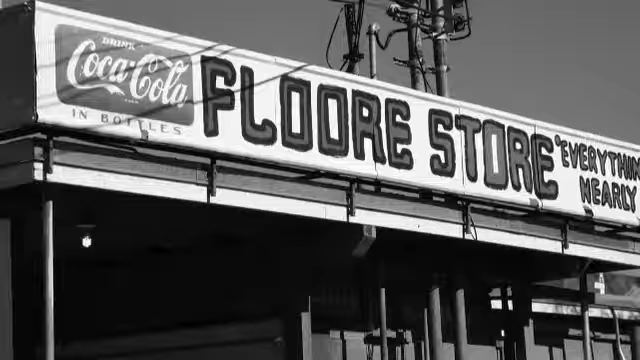 DRINK
Coca-Cola
IN BOTTLES
FLOORE STORE
"EVERYTHIN
NEARLY